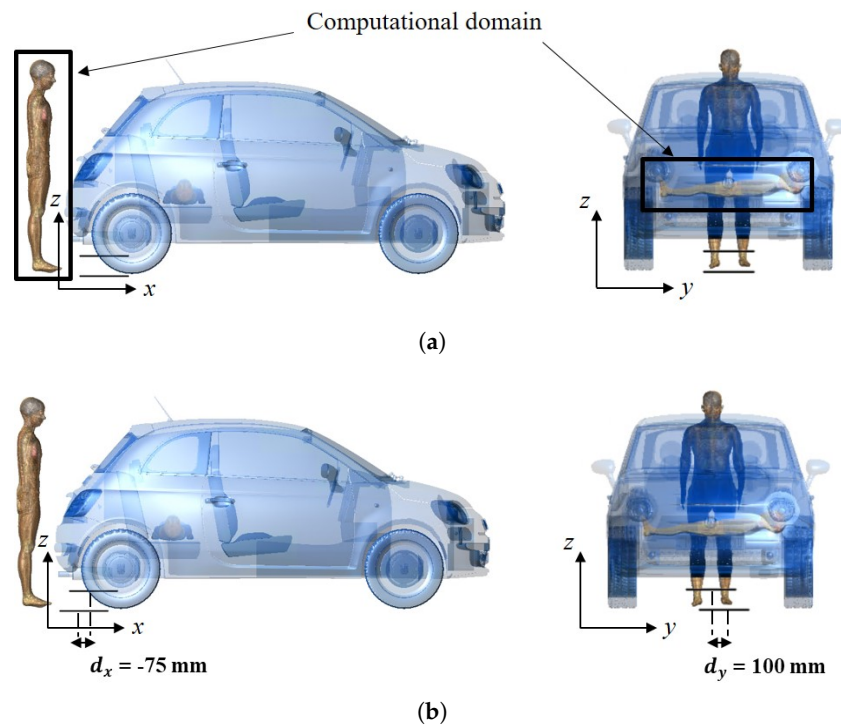 Computational domain
z
x
z
y
(a)
z
x
d_x = -75 mm
z
y
d_y = 100 mm
(b)